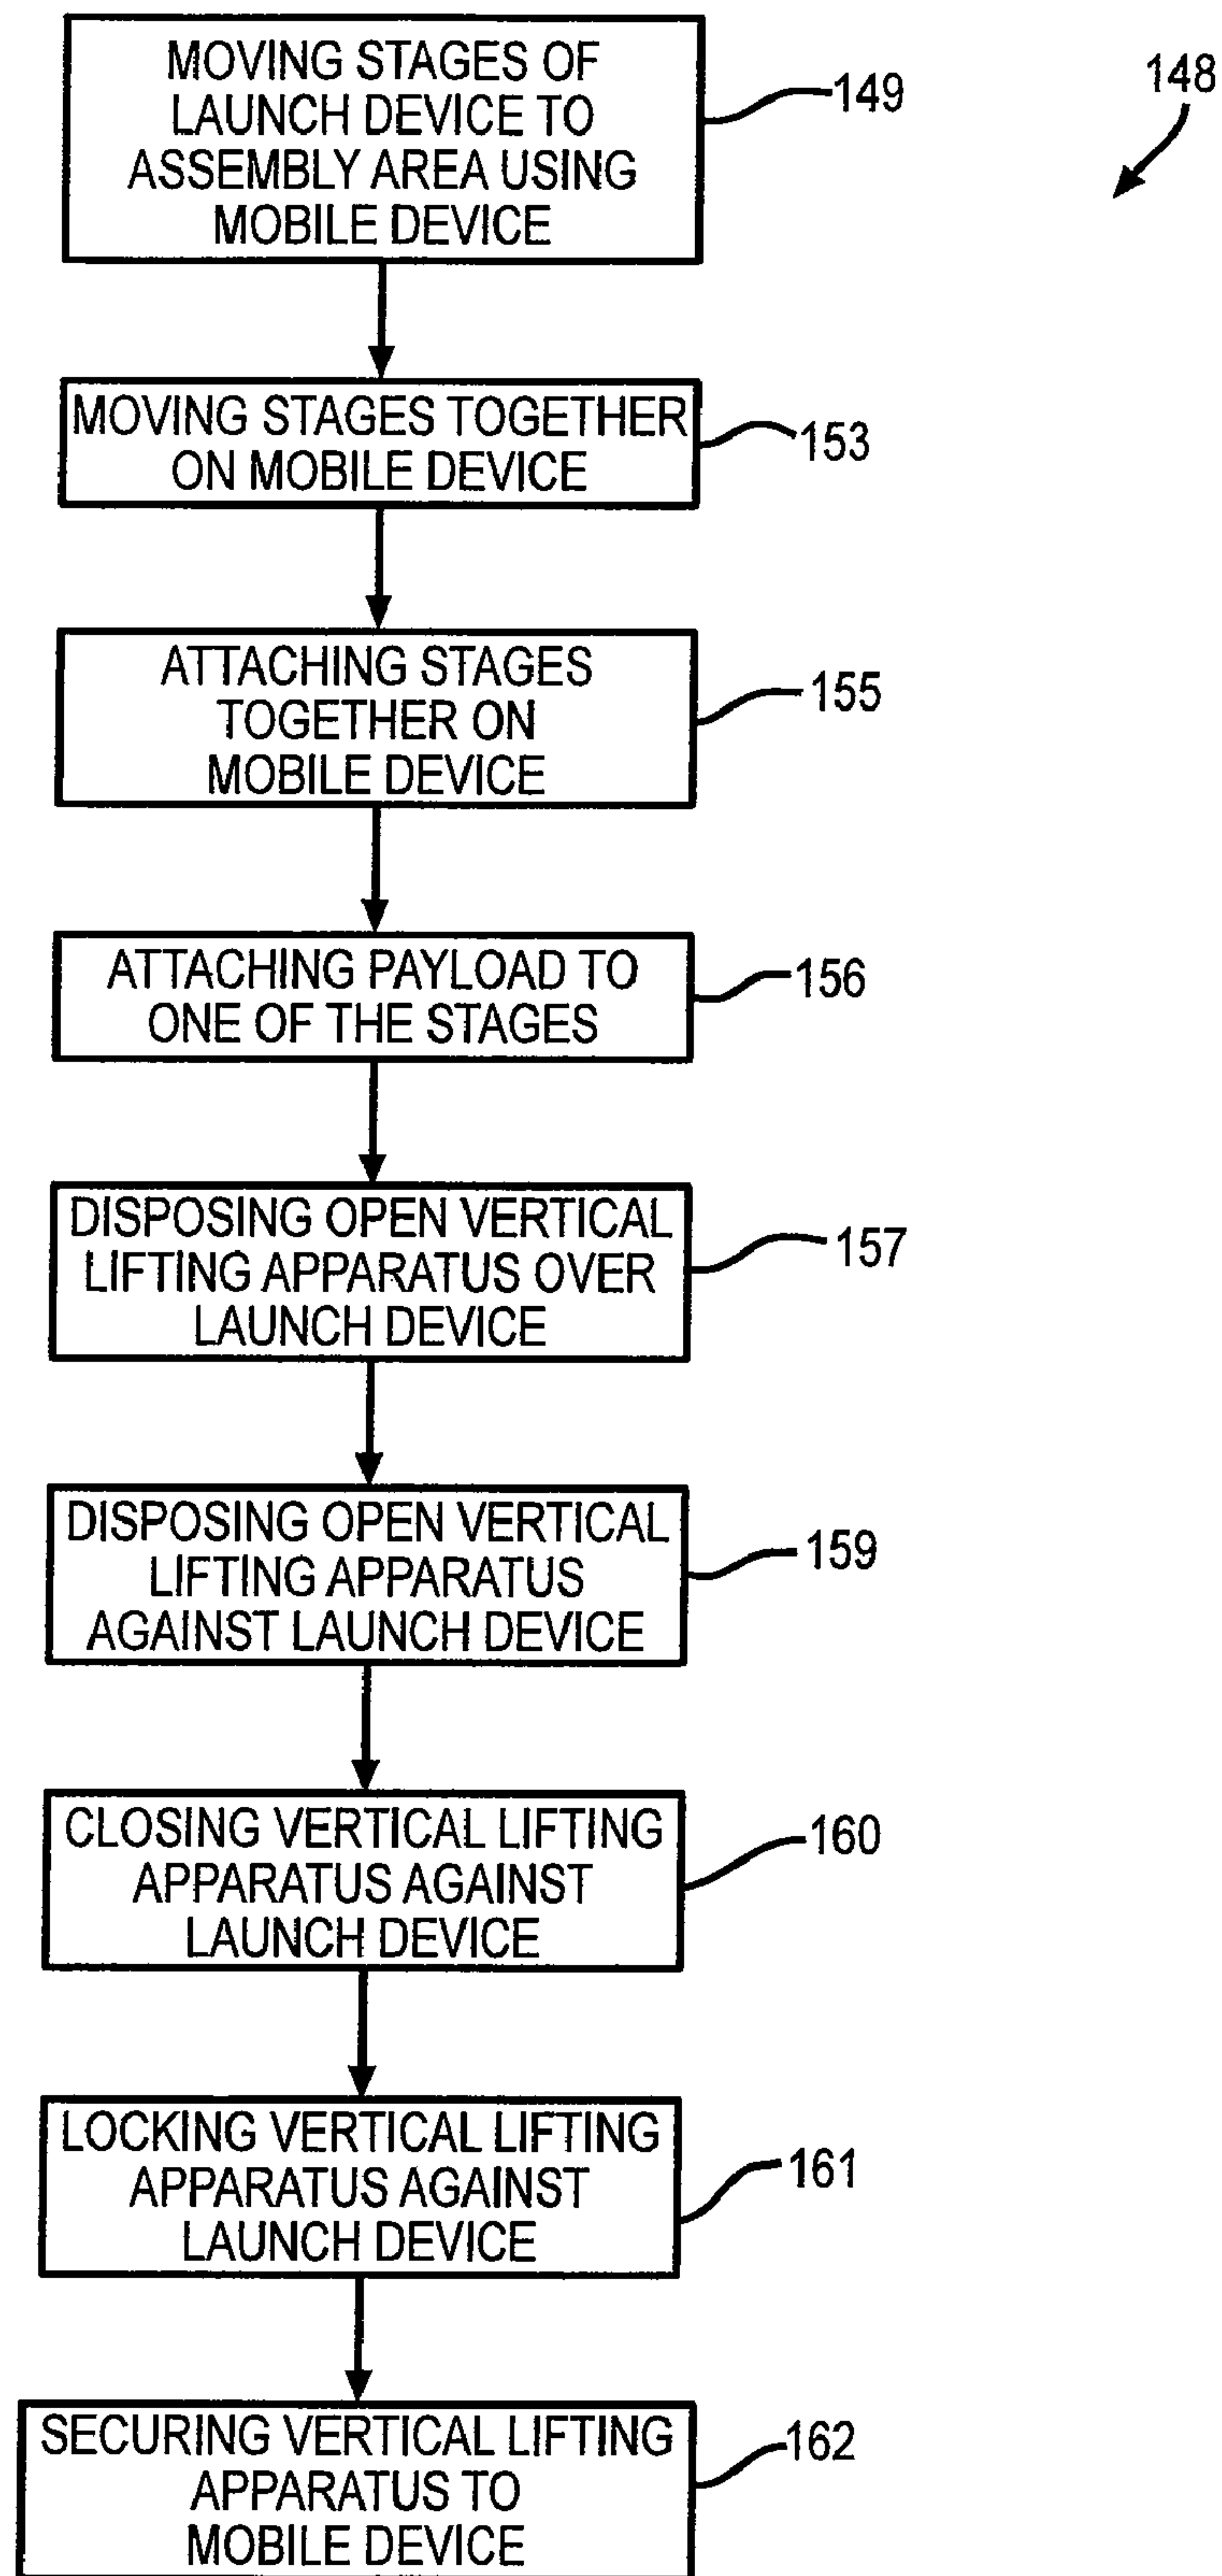 148
MOVING STAGES OF
LAUNCH DEVICE TO
ASSEMBLY AREA USING
MOBILE DEVICE
149
MOVING STAGES TOGETHER
ON MOBILE DEVICE
153
ATTACHING STAGES
TOGETHER ON
MOBILE DEVICE
155
ATTACHING PAYLOAD TO
ONE OF THE STAGES
156
DISPOSING OPEN VERTICAL
LIFTING APPARATUS OVER
LAUNCH DEVICE
157
DISPOSING OPEN VERTICAL
LIFTING APPARATUS
AGAINST LAUNCH DEVICE
159
CLOSING VERTICAL LIFTING
APPARATUS AGAINST
LAUNCH DEVICE
160
LOCKING VERTICAL LIFTING
APPARATUS AGAINST
LAUNCH DEVICE
161
SECURING VERTICAL LIFTING
APPARATUS TO
MOBILE DEVICE
162